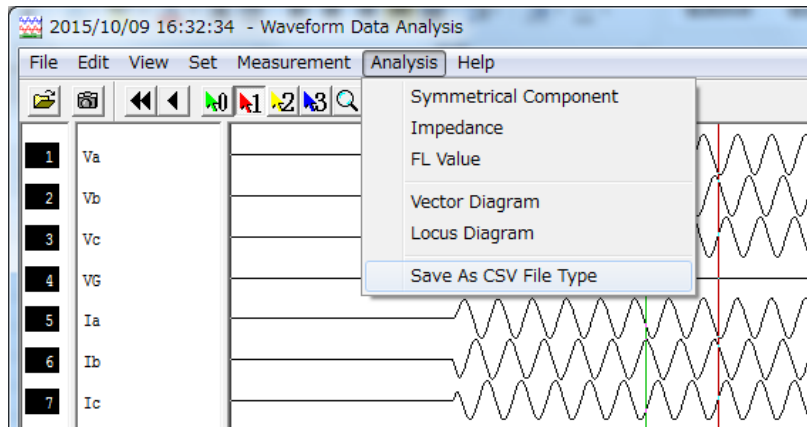 2015/10/09 16:32:34 - Waveform Data Analysis
File Edit View Set Measurement Analysis Help
0 1 2 3
Symmetrical Component
Impedance
FL Value
Vector Diagram
Locus Diagram
Save As CSV File Type
1 Va
2 Vb
3 Vc
4 VG
5 Ia
6 Ib
7 Ic